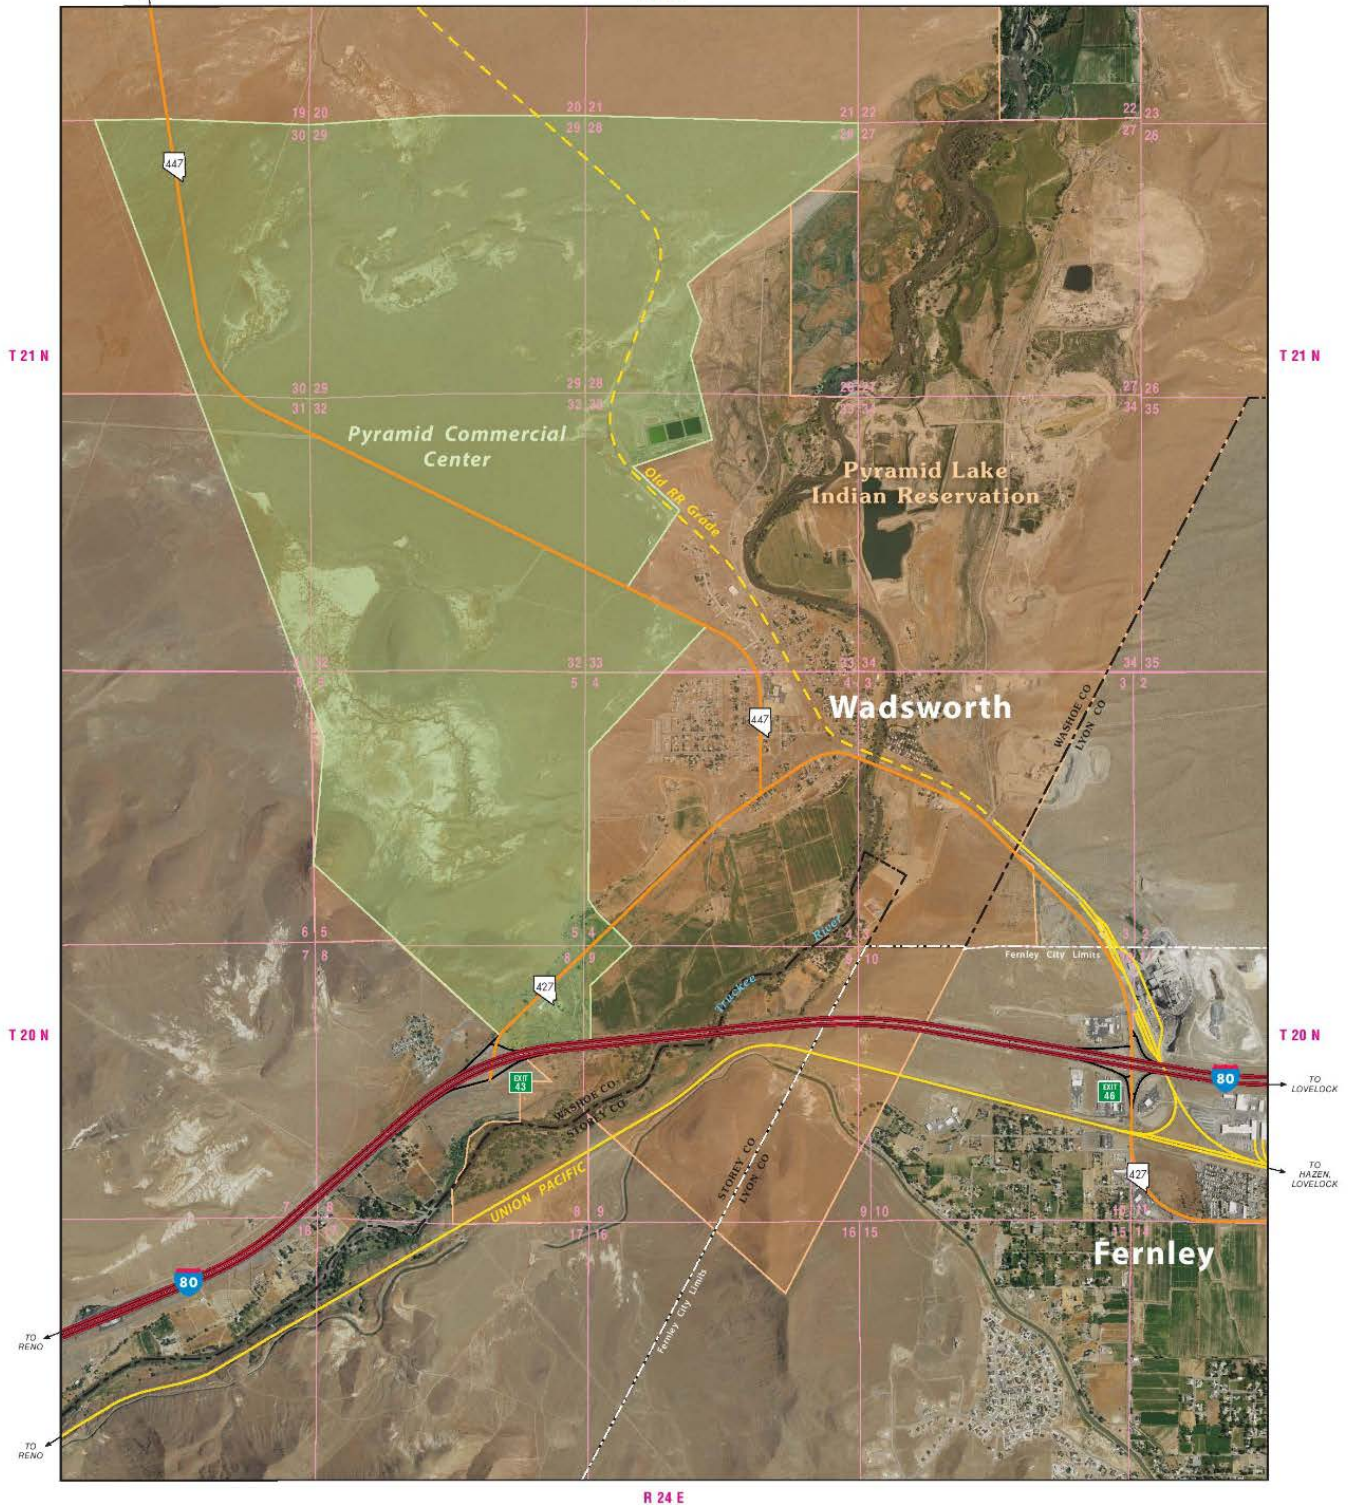 19 20
30 29
20 21
29 28
21 22
28 27
22 23
27 26
447
T 21 N
T 21 N
30 29
31 32
29 28
33
27 26
34 35
Pyramid Commercial
Center
Old RR Grade
Pyramid Lake
Indian Reservation
32 33
5 4
33 34
4 3
34 35
3 2
447
Wadsworth
WASHOE CO
LYON CO
6 5
7 8
5 4
8 9
9 10
River
Truckee
Fernley City Limits
427
T 20 N
T 20 N
EXIT
43
WASHOE CO
STOREY CO
EXIT
46
80
TO
LOVELOCK
STOREY CO
LYON CO
UNION PACIFIC
427
TO
HAZEN,
LOVELOCK
8 9
17 16
9 10
16 15
Fernley
80
Fernley City Limits
TO
RENO
TO
RENO
R 24 E